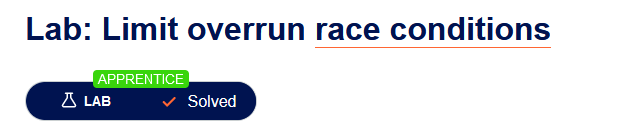 Lab: Limit overrun race conditions
APPRENTICE
LAB Solved